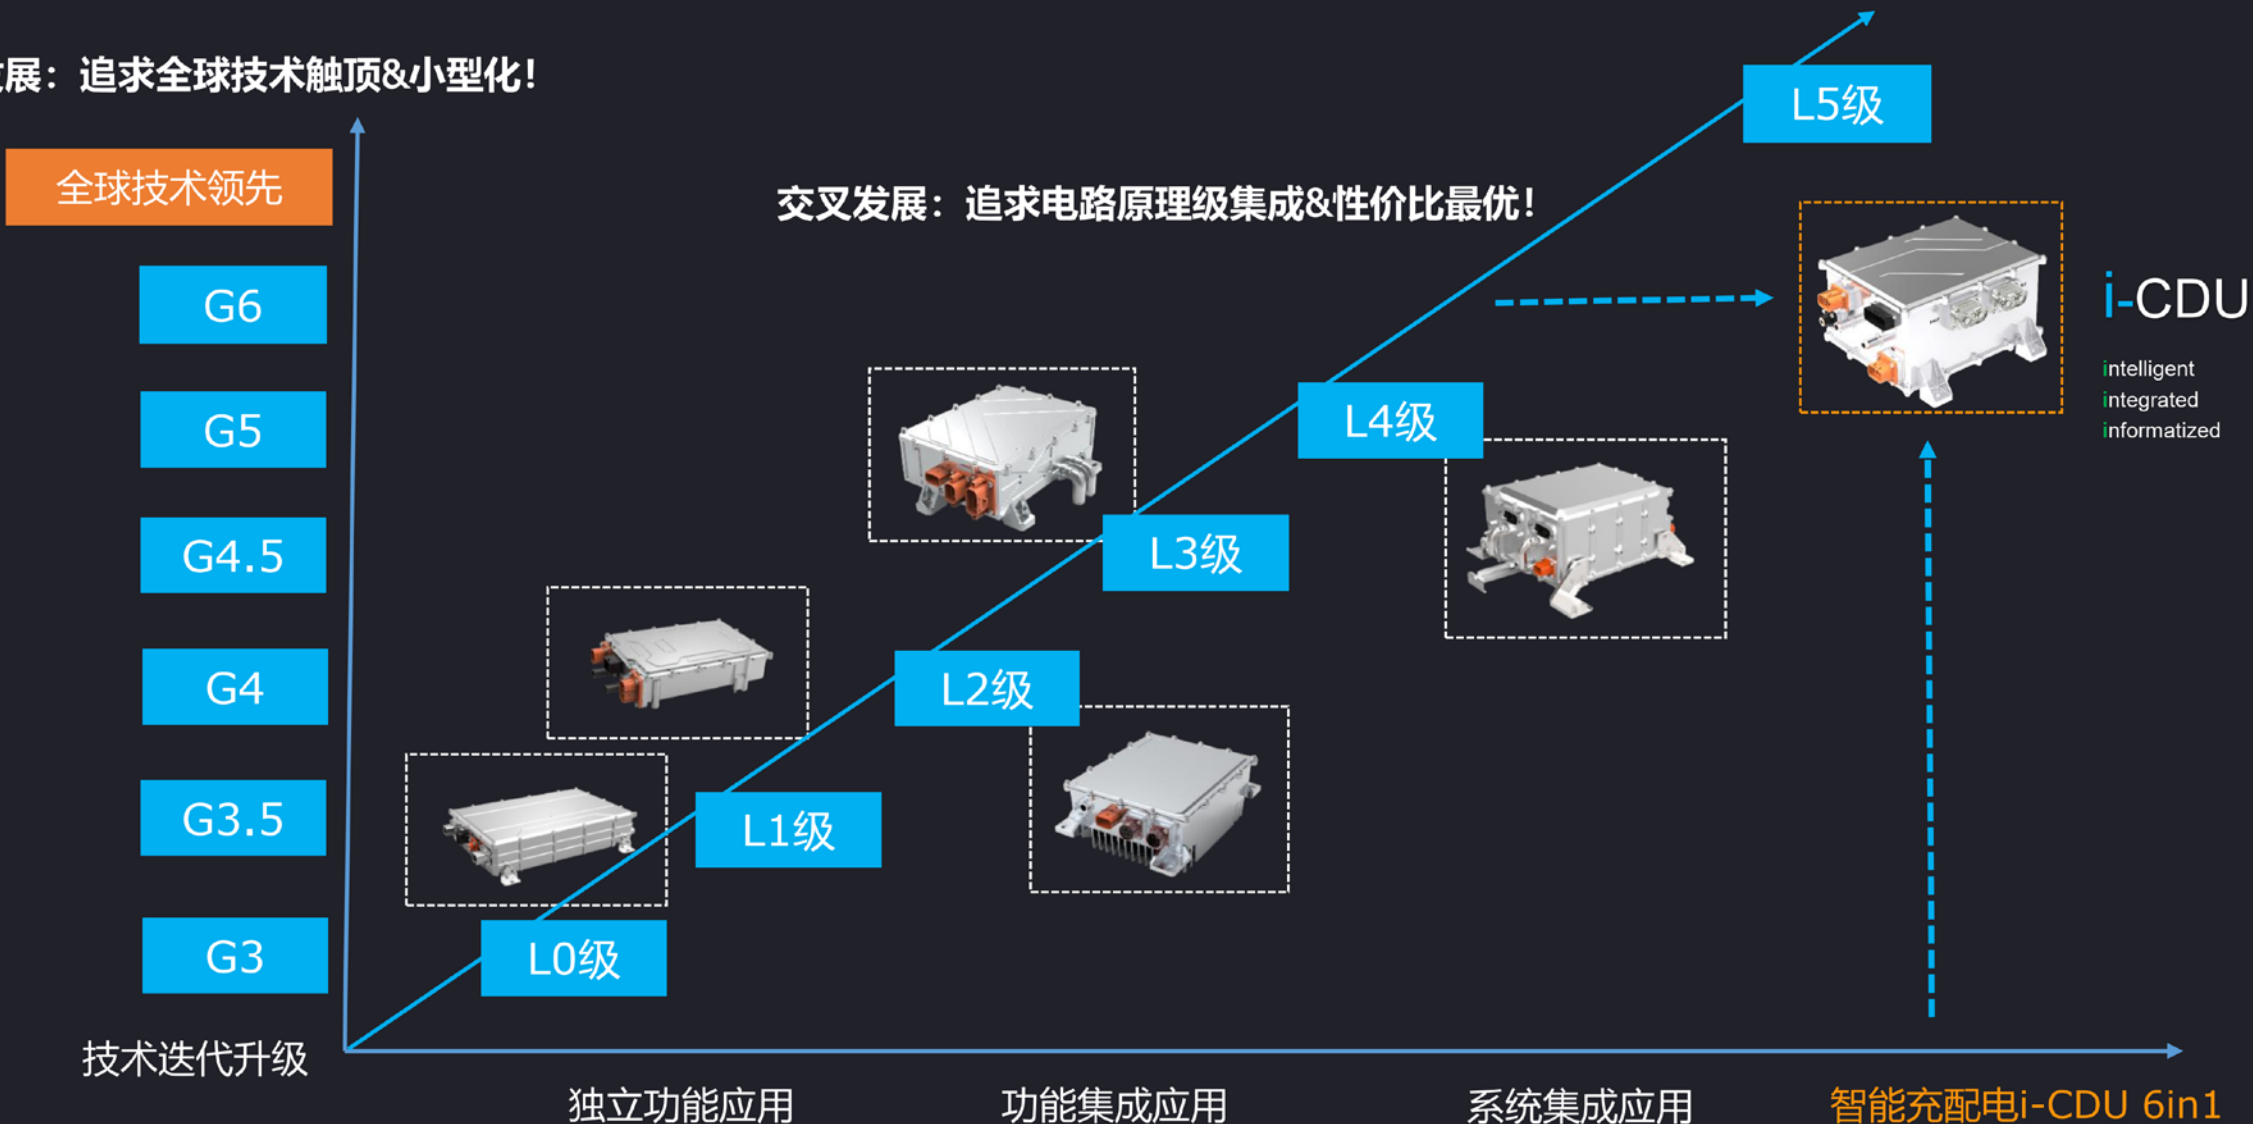 展：追求全球技术触顶&小型化！
全球技术领先
G6
G5
G4.5
G4
G3.5
G3
技术迭代升级
交叉发展：追求电路原理级集成&性价比最优！
L5级
L4级
L3级
L2级
L1级
L0级
i-CDU
intelligent
integrated
informatized
独立功能应用
功能集成应用
系统集成应用
智能充配电i-CDU 6in1